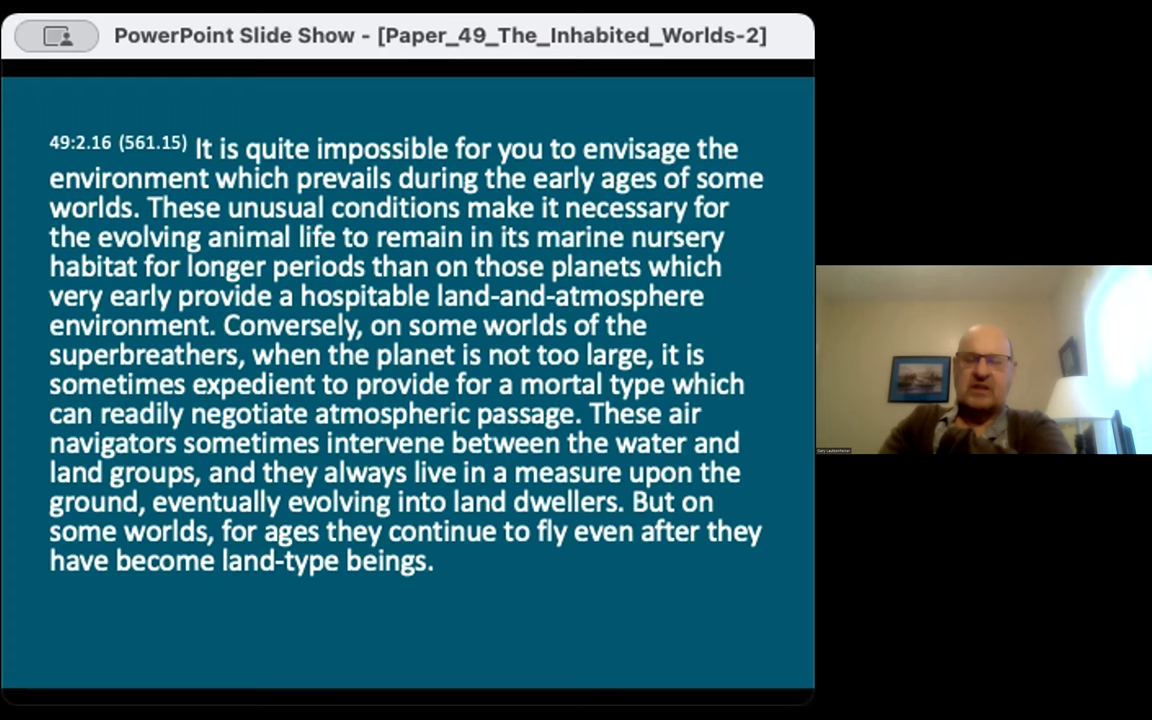 PowerPoint Slide Show - [Paper_49_The_Inhabited_Worlds-2]
49:2.16 (561.15) It is quite impossible for you to envisage the
environment which prevails during the early ages of some
worlds. These unusual conditions make it necessary for
the evolving animal life to remain in its marine nursery
habitat for longer periods than on those planets which
very early provide a hospitable land-and-atmosphere
environment. Conversely, on some worlds of the
superbreathers, when the planet is not too large, it is
sometimes expedient to provide for a mortal type which
can readily negotiate atmospheric passage. These air
navigators sometimes intervene between the water and
land groups, and they always live in a measure upon the
ground, eventually evolving into land dwellers. But on
some worlds, for ages they continue to fly even after they
have become land-type beings.